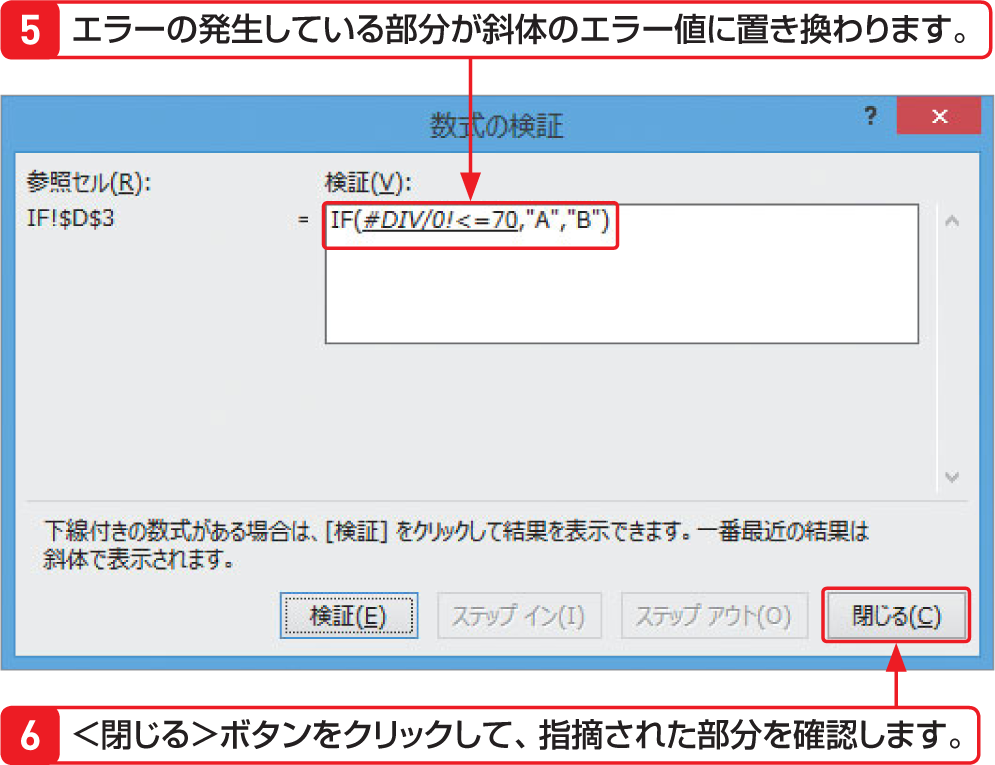 5 エラーの発生している部分が斜体のエラー値に置き換わります。
数式の検証 ? ×
参照セル(R): 検証(V):
IF!$D$3 = IF(#DIV/0!<=70,"A","B")
下線付きの数式がある場合は、[検証] をクリックして結果を表示できます。一番最近の結果は
斜体で表示されます。
検証(E) ステップ イン(I) ステップ アウト(O) 閉じる(C)
6 <閉じる>ボタンをクリックして、指摘された部分を確認します。